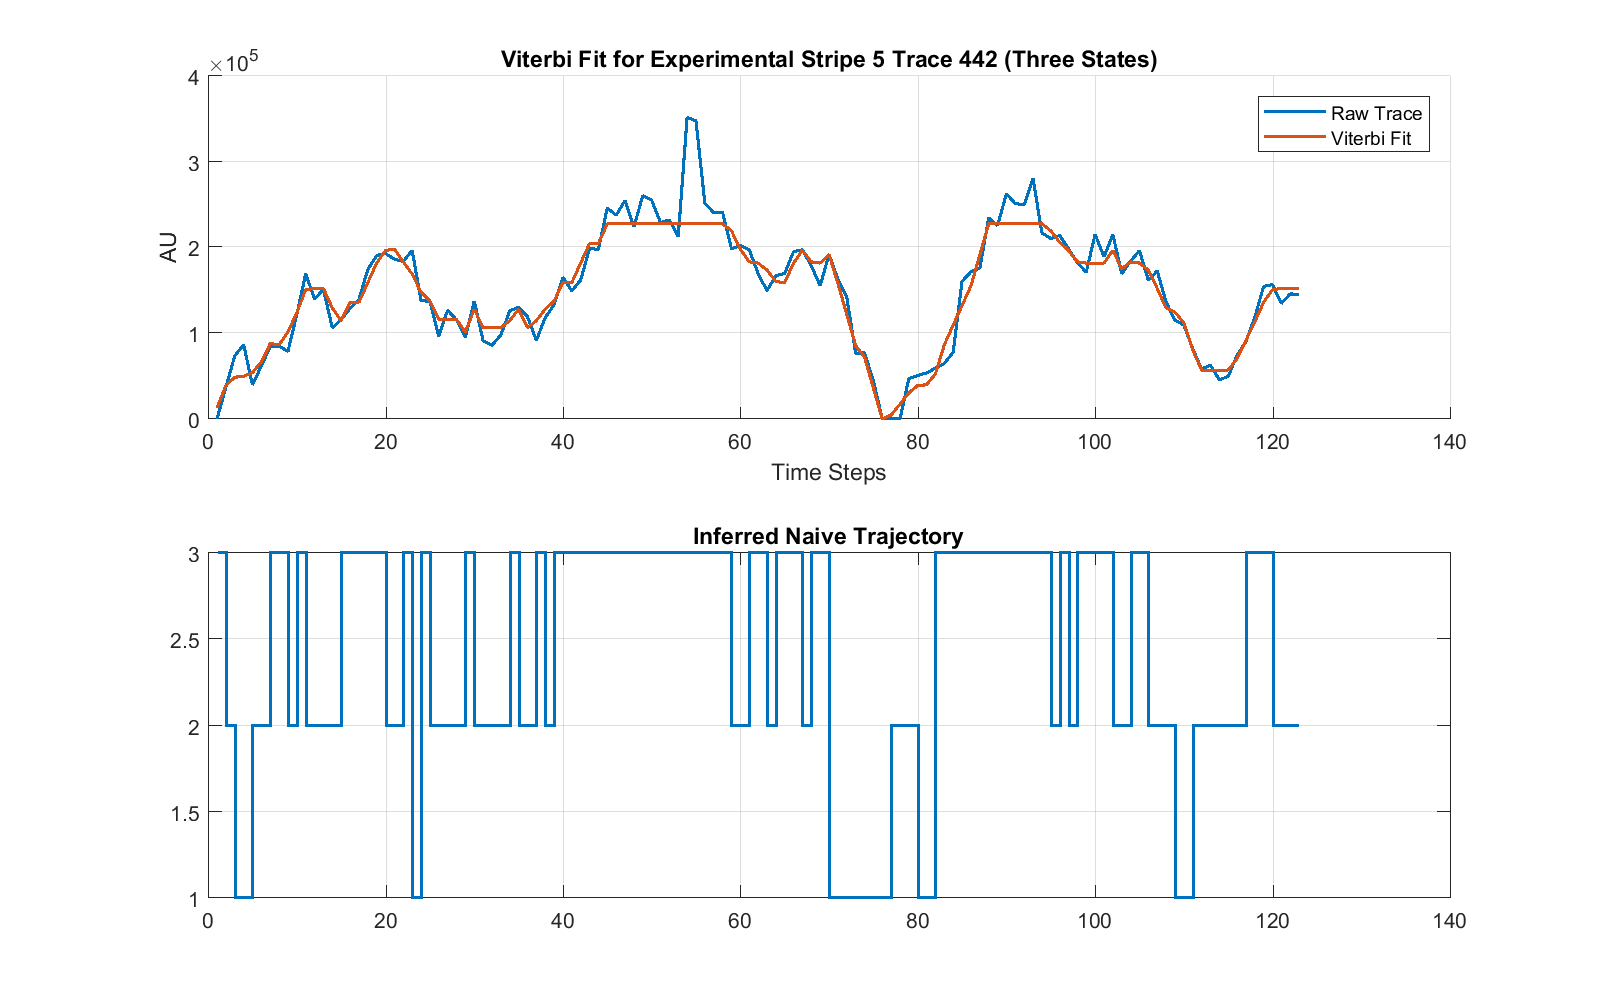 Viterbi Fit for Experimental Stripe 5 Trace 442 (Three States)
×10⁵
4
3
2
1
0
AU
Raw Trace
Viterbi Fit
0 20 40 60 80 100 120 140
Time Steps
Inferred Naive Trajectory
3
2.5
2
1.5
1
0 20 40 60 80 100 120 140